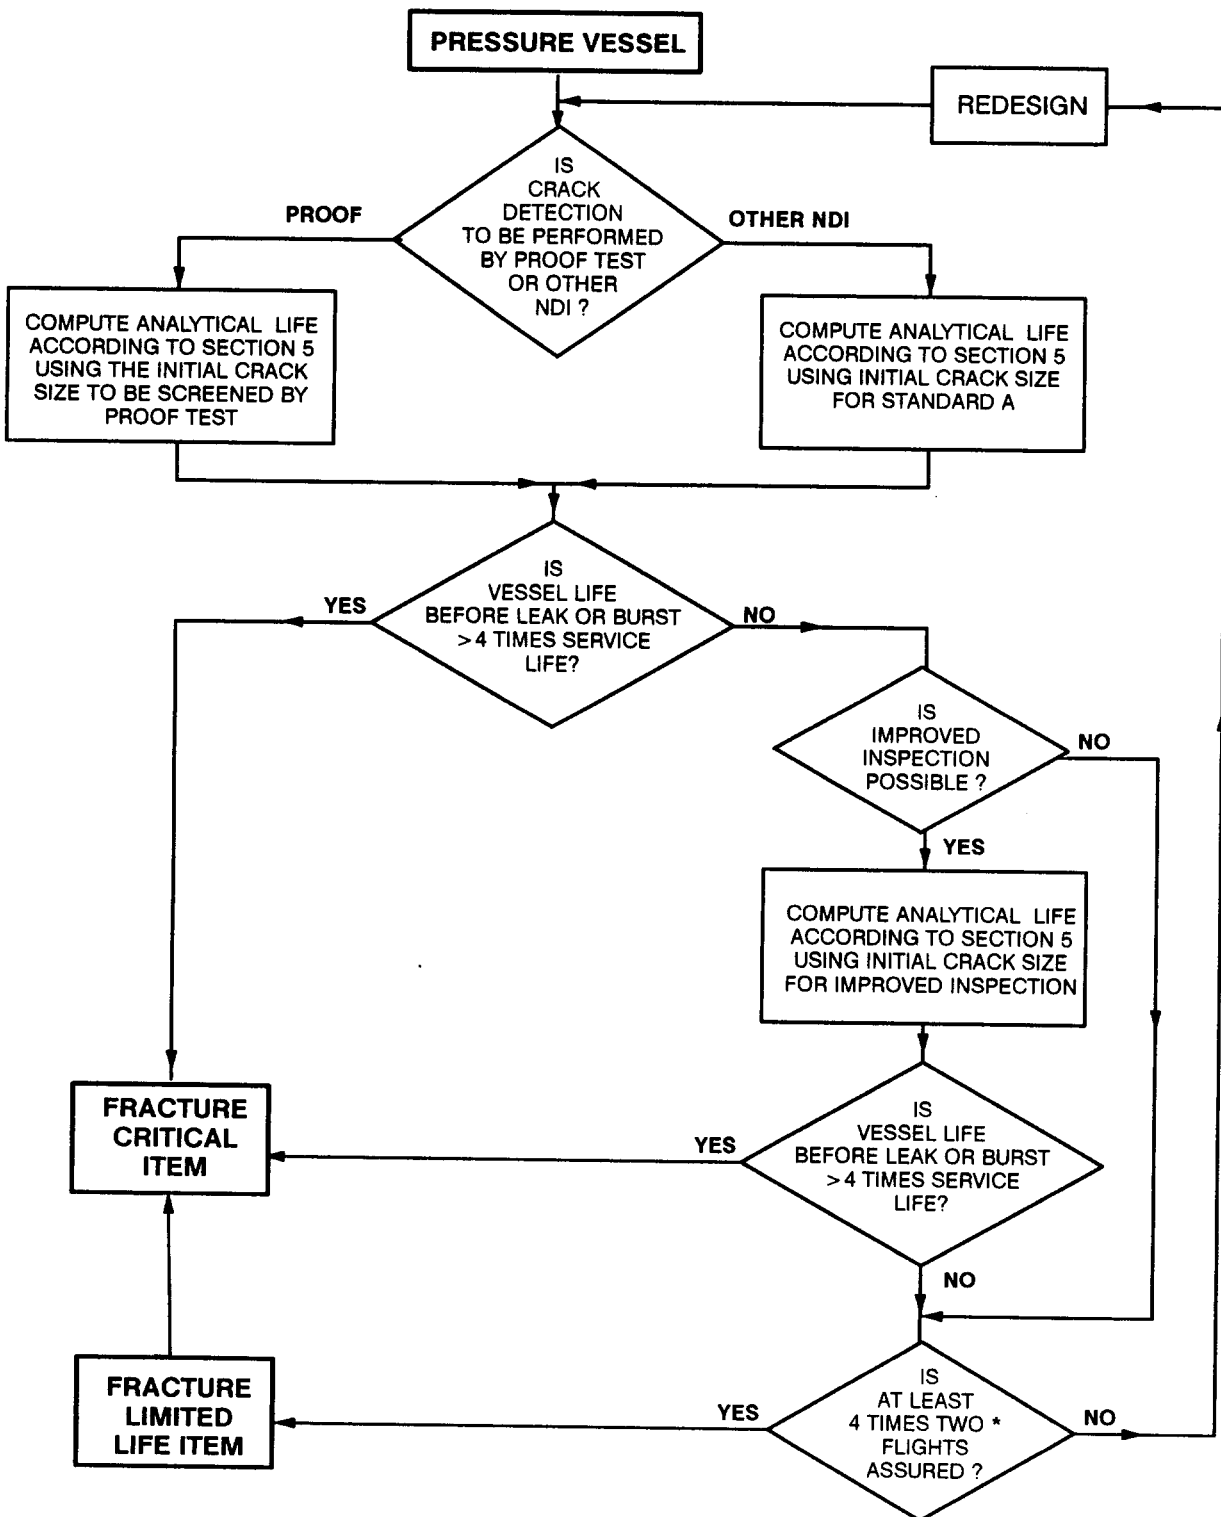 PRESSURE VESSEL
REDESIGN
IS
CRACK
DETECTION
TO BE PERFORMED
BY PROOF TEST
OR OTHER
NDI ?
PROOF
OTHER NDI
COMPUTE ANALYTICAL LIFE
ACCORDING TO SECTION 5
USING THE INITIAL CRACK
SIZE TO BE SCREENED BY
PROOF TEST
COMPUTE ANALYTICAL LIFE
ACCORDING TO SECTION 5
USING INITIAL CRACK SIZE
FOR STANDARD A
IS
VESSEL LIFE
BEFORE LEAK OR BURST
>4 TIMES SERVICE
LIFE?
YES
NO
IS
IMPROVED
INSPECTION
POSSIBLE ?
NO
YES
COMPUTE ANALYTICAL LIFE
ACCORDING TO SECTION 5
USING INITIAL CRACK SIZE
FOR IMPROVED INSPECTION
FRACTURE
CRITICAL
ITEM
YES
IS
VESSEL LIFE
BEFORE LEAK OR BURST
>4 TIMES SERVICE
LIFE?
NO
FRACTURE
LIMITED
LIFE ITEM
YES
IS
AT LEAST
4 TIMES TWO *
FLIGHTS
ASSURED ?
NO